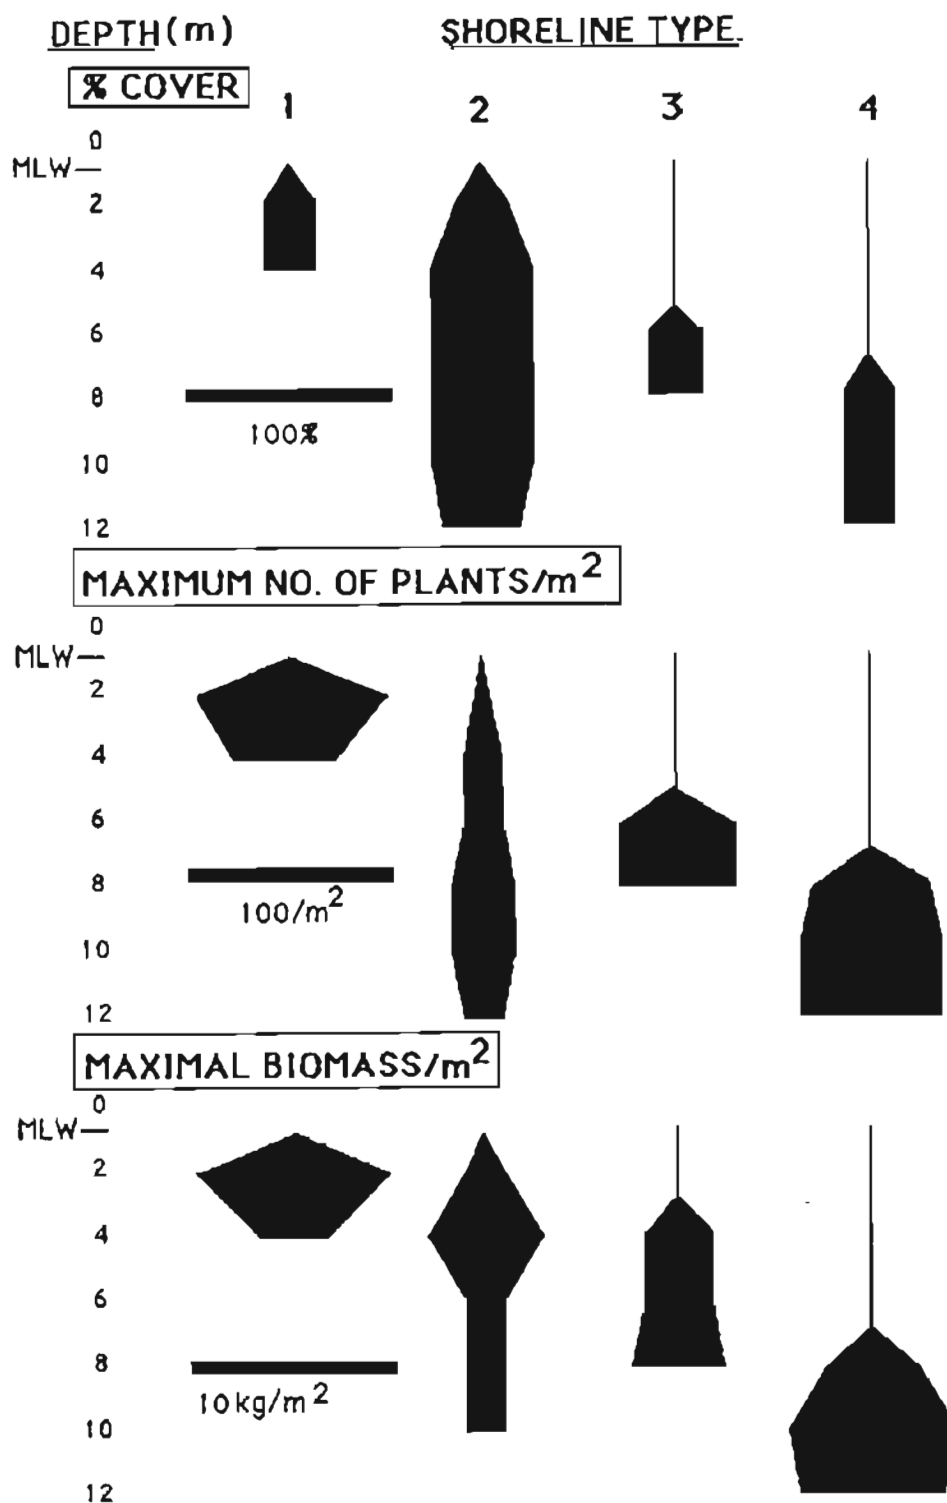 DEPTH(m) SHORELINE TYPE.
% COVER
1 2 3 4
0
MLW—
2
4
6
8
100%
10
12
MAXIMUM NO. OF PLANTS/m²
0
MLW—
2
4
6
8
100/m²
10
12
MAXIMAL BIOMASS/m²
0
MLW—
2
4
6
8
10kg/m²
10
12